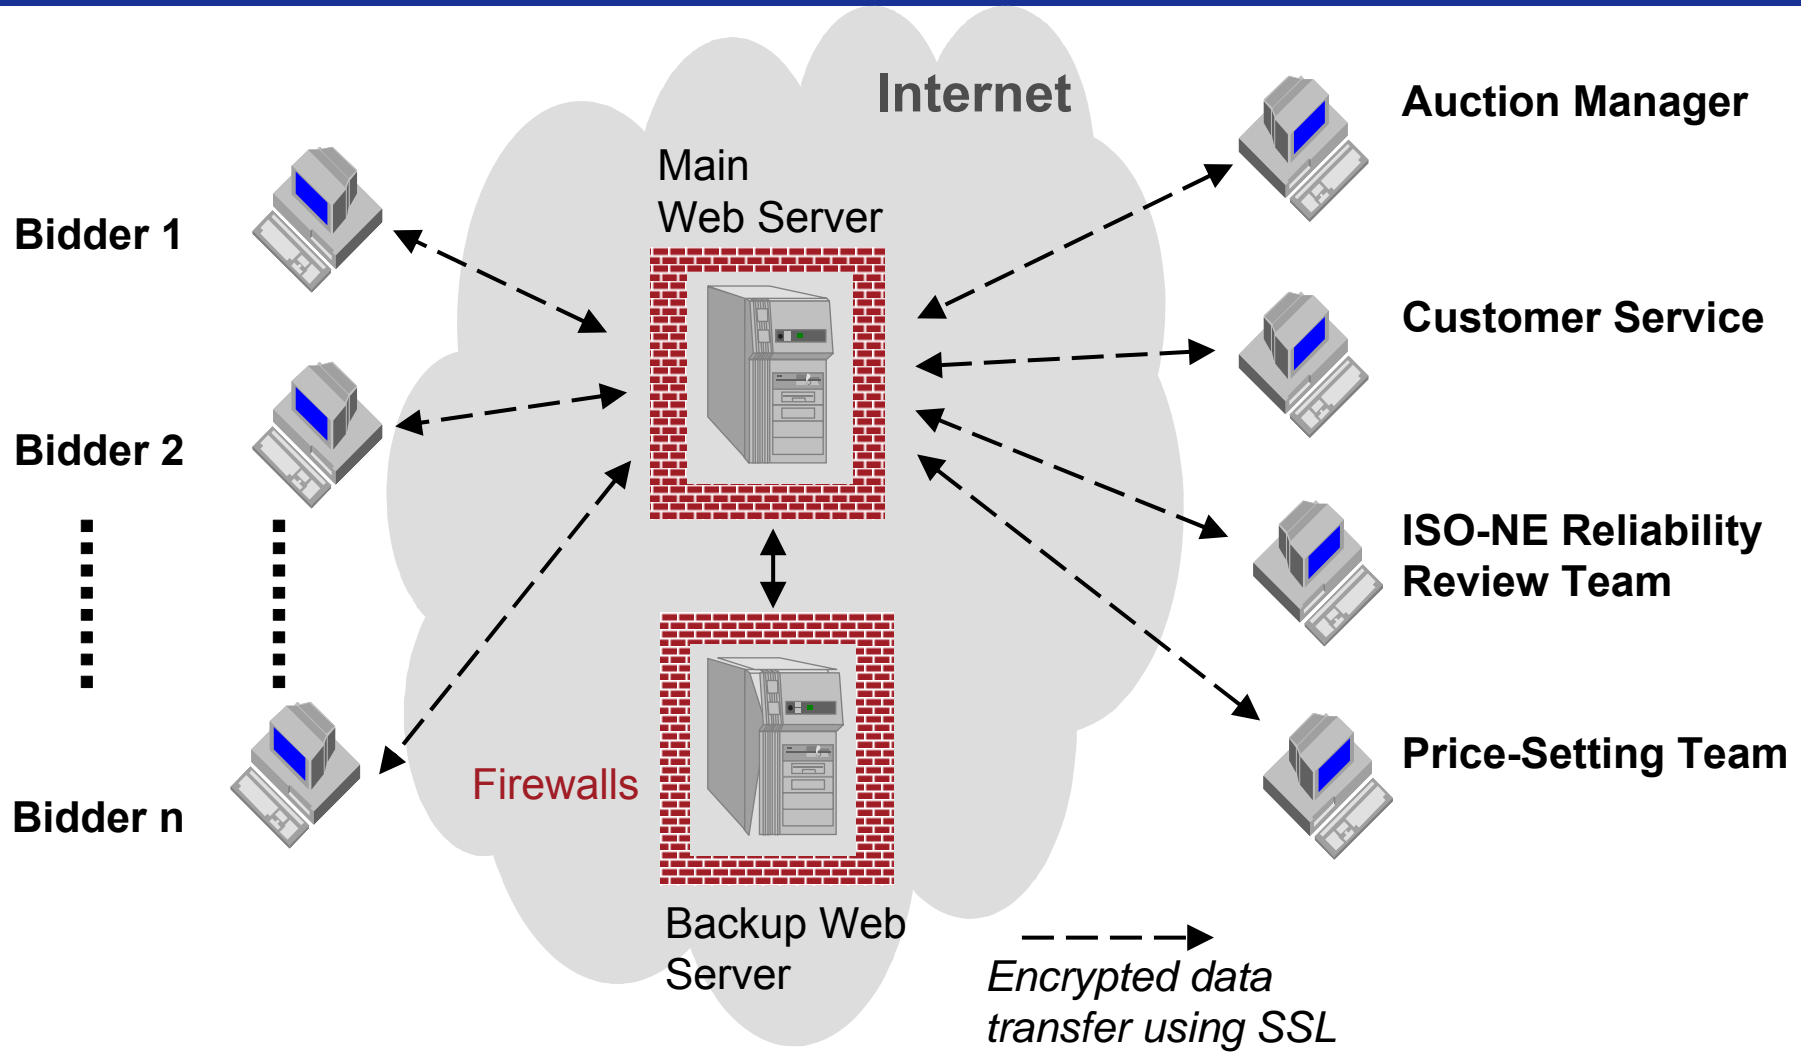 Internet
Main
Web Server
Bidder 1
Bidder 2
Bidder n
Firewalls
Backup Web
Server
Auction Manager
Customer Service
ISO-NE Reliability
Review Team
Price-Setting Team
Encrypted data
transfer using SSL